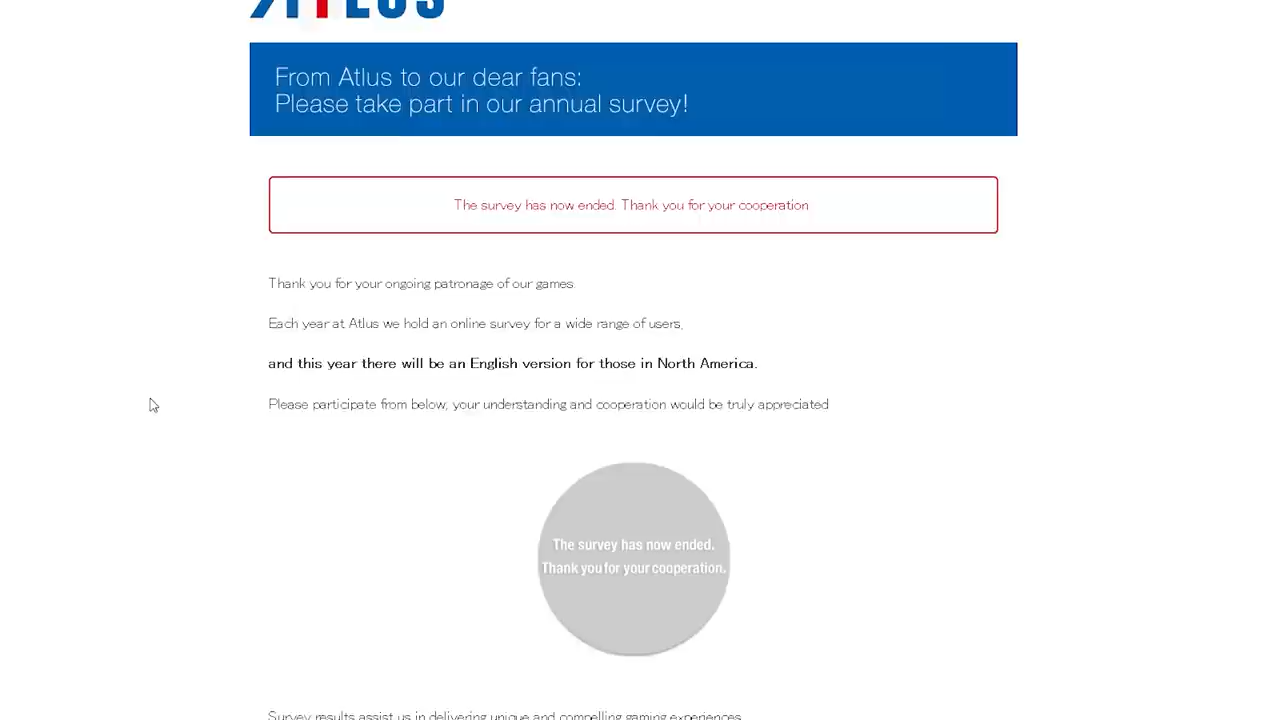 ATLUS
From Atlus to our dear fans:
Please take part in our annual survey!
The survey has now ended. Thank you for your cooperation
Thank you for your ongoing patronage of our games.
Each year at Atlus we hold an online survey for a wide range of users,
and this year there will be an English version for those in North America.
Please participate from below, your understanding and cooperation would be truly appreciated
The survey has now ended.
Thank you for your cooperation.
Survey results assist us in delivering unique and compelling gaming experiences